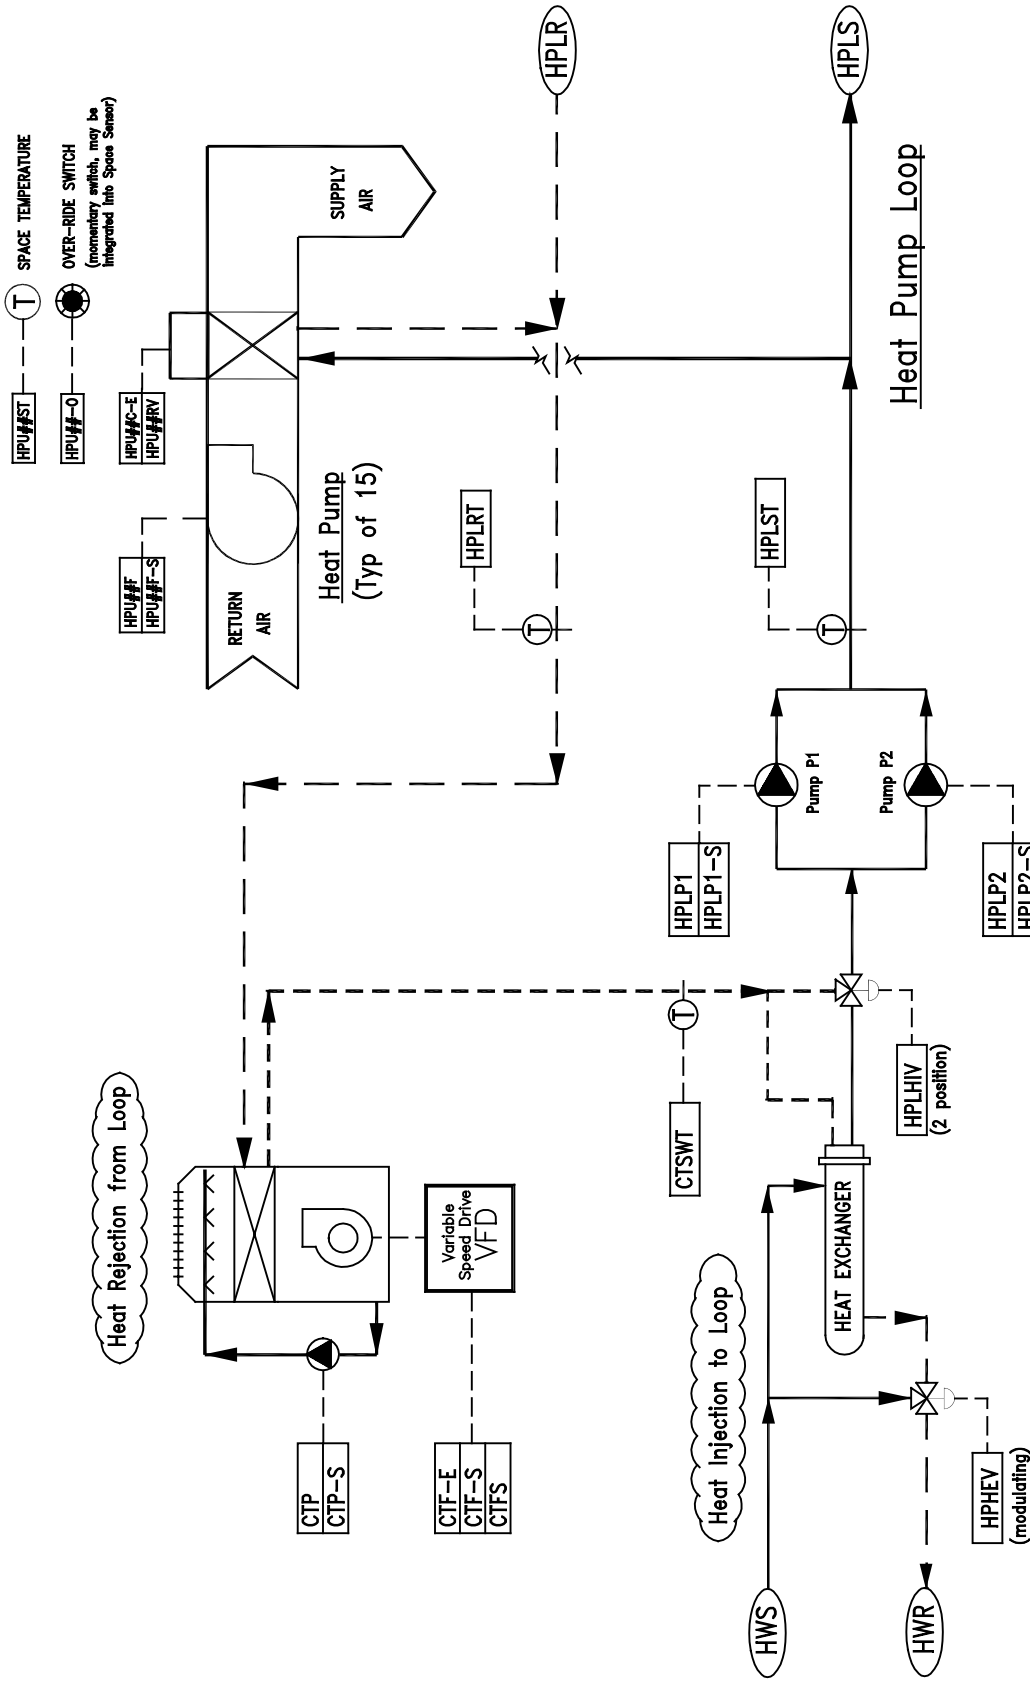 Heat Rejection from Loop
CTP
CTP-S
CTF-E
CTF-S
CTFS
Variable
Speed Drive
VFD
RETURN
AIR
HPU##F
HPU##F-S
Heat Pump
(Typ of 15)
HPU##C-E
HPU##RV
HPU##ST
T
SPACE TEMPERATURE
HPU##-O
OVER-RIDE SWITCH
(momentary switch, may be
integrated into Space Sensor)
SUPPLY
AIR
HPLRT
T
HPLR
Heat Injection to Loop
HWS
HWR
HPHEV
(modulating)
HEAT EXCHANGER
CTSWT
T
HPLHIV
(2 position)
HPLP1
HPLP1-S
Pump P1
Pump P2
HPLP2
HPLP2-S
HPLST
T
HPLS
Heat Pump Loop